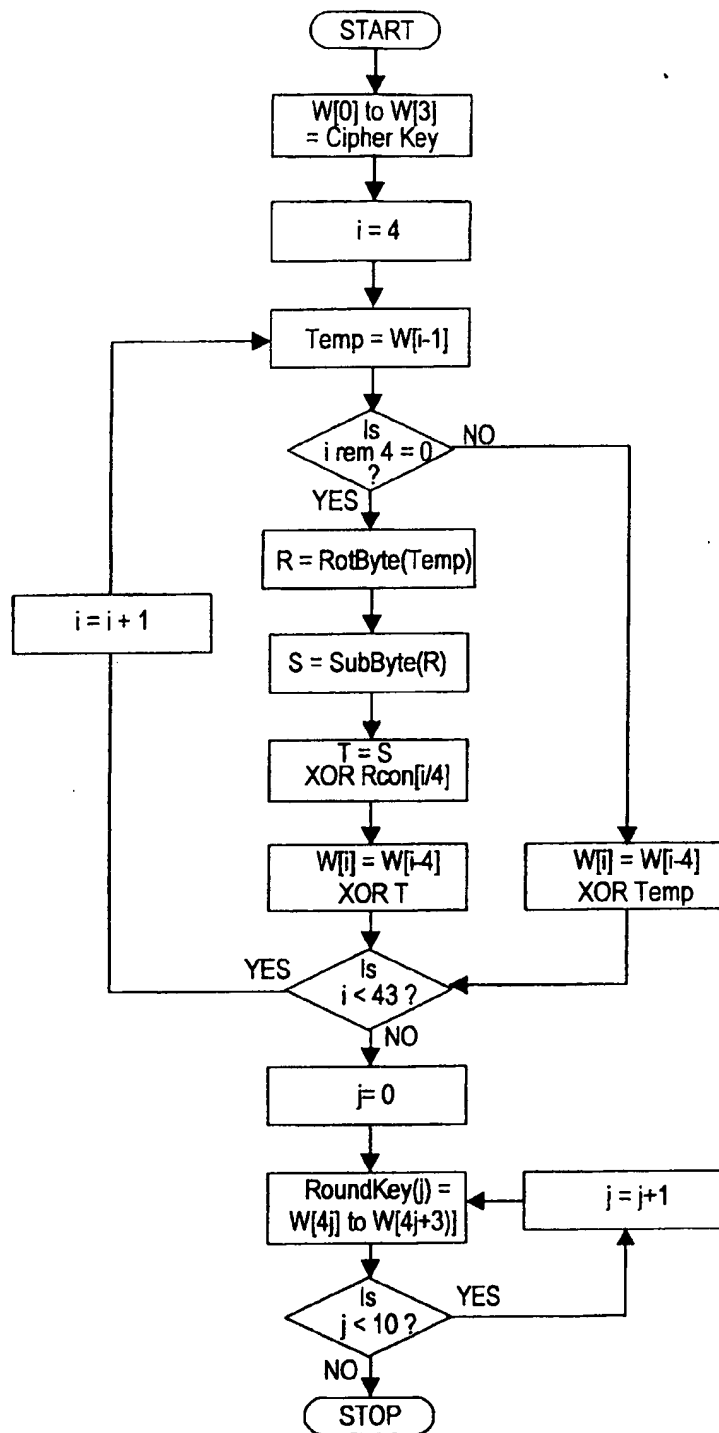 START
W[0] to W[3]
= Cipher Key
i = 4
Temp = W[i-1]
Is
i rem 4 = 0
?
NO
YES
R = RotByte(Temp)
i = i + 1
S = SubByte(R)
T = S
XOR Rcon[i/4]
W[i] = W[i-4]
XOR T
W[i] = W[i-4]
XOR Temp
YES
Is
i < 43 ?
NO
j= 0
RoundKey(j) =
W[4j] to W[4j+3)]
j = j+1
Is
j < 10 ?
YES
NO
STOP